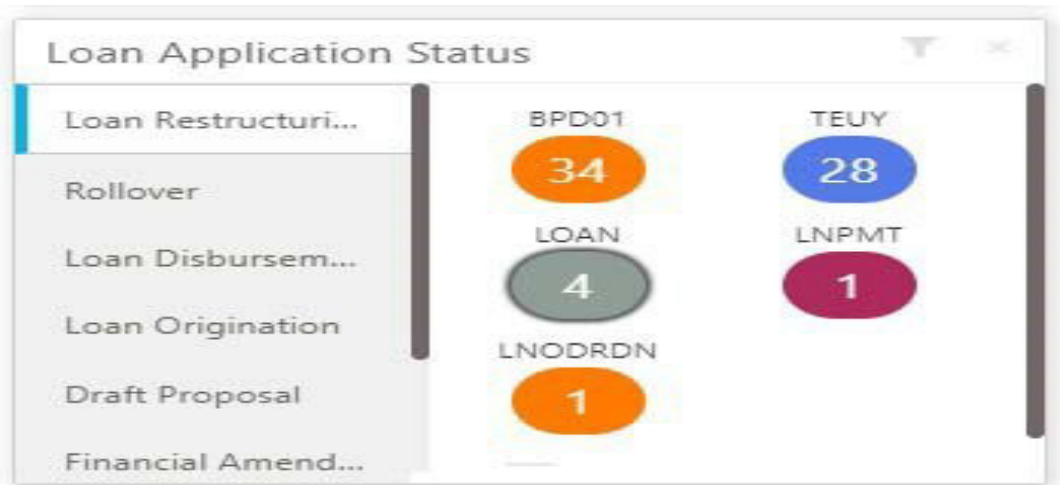 Loan Application Status
Loan Restructuri...
Rollover
Loan Disbursem...
Loan Origination
Draft Proposal
Financial Amend...
BPD01 TEUY
34 28
LOAN LNPMT
4 1
LNODRDN
1